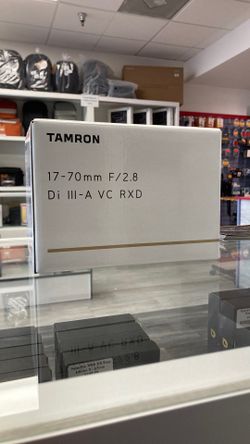 TAMRON
17-70mm F/2.8
Di III-A VC RXD